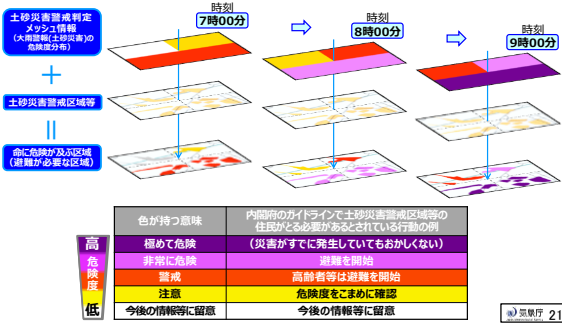 土砂災害警戒判定
メッシュ情報
（大雨警報(土砂災害)の
危険度分布）
＋
土砂災害警戒区域等
＝
命に危険が及ぶ区域
（避難が必要な区域）
時刻
7時00分
時刻
8時00分
時刻
9時00分
色が持つ意味
内閣府のガイドラインで土砂災害警戒区域等の
住民がとる必要があるとされている行動の例
高
危険度
低
極めて危険
（災害がすでに発生していてもおかしくない）
非常に危険
避難を開始
警戒
高齢者等は避難を開始
注意
危険度をこまめに確認
今後の情報等に留意
今後の情報等に留意
気象庁
21